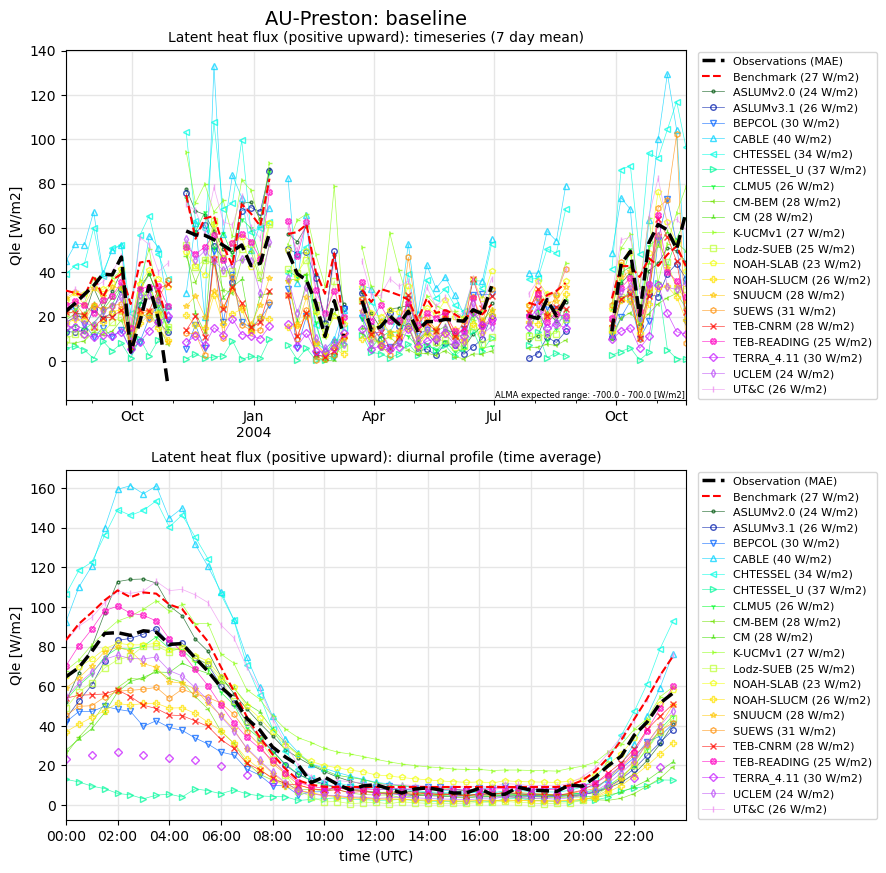 AU-Preston: baseline
Latent heat flux (positive upward): timeseries (7 day mean)
Qle [W/m2]
140
120
100
80
60
40
20
0
Oct
Jan
2004
Apr
Jul
Oct
ALMA expected range: -700.0 - 700.0 [W/m2]
Observations (MAE)
Benchmark (27 W/m2)
ASLUMv2.0 (24 W/m2)
ASLUMv3.1 (26 W/m2)
BEPCOL (30 W/m2)
CABLE (40 W/m2)
CHTESSEL (34 W/m2)
CHTESSEL_U (37 W/m2)
CLMU5 (26 W/m2)
CM-BEM (28 W/m2)
CM (28 W/m2)
K-UCMv1 (27 W/m2)
Lodz-SUEB (25 W/m2)
NOAH-SLAB (23 W/m2)
NOAH-SLUCM (26 W/m2)
SNUUCM (28 W/m2)
SUEWS (31 W/m2)
TEB-CNRM (28 W/m2)
TEB-READING (25 W/m2)
TERRA_4.11 (30 W/m2)
UCLEM (24 W/m2)
UT&C (26 W/m2)
Latent heat flux (positive upward): diurnal profile (time average)
Qle [W/m2]
160
140
120
100
80
60
40
20
0
00:00
02:00
04:00
06:00
08:00
10:00
12:00
14:00
16:00
18:00
20:00
22:00
time (UTC)
Observation (MAE)
Benchmark (27 W/m2)
ASLUMv2.0 (24 W/m2)
ASLUMv3.1 (26 W/m2)
BEPCOL (30 W/m2)
CABLE (40 W/m2)
CHTESSEL (34 W/m2)
CHTESSEL_U (37 W/m2)
CLMU5 (26 W/m2)
CM-BEM (28 W/m2)
CM (28 W/m2)
K-UCMv1 (27 W/m2)
Lodz-SUEB (25 W/m2)
NOAH-SLAB (23 W/m2)
NOAH-SLUCM (26 W/m2)
SNUUCM (28 W/m2)
SUEWS (31 W/m2)
TEB-CNRM (28 W/m2)
TEB-READING (25 W/m2)
TERRA_4.11 (30 W/m2)
UCLEM (24 W/m2)
UT&C (26 W/m2)